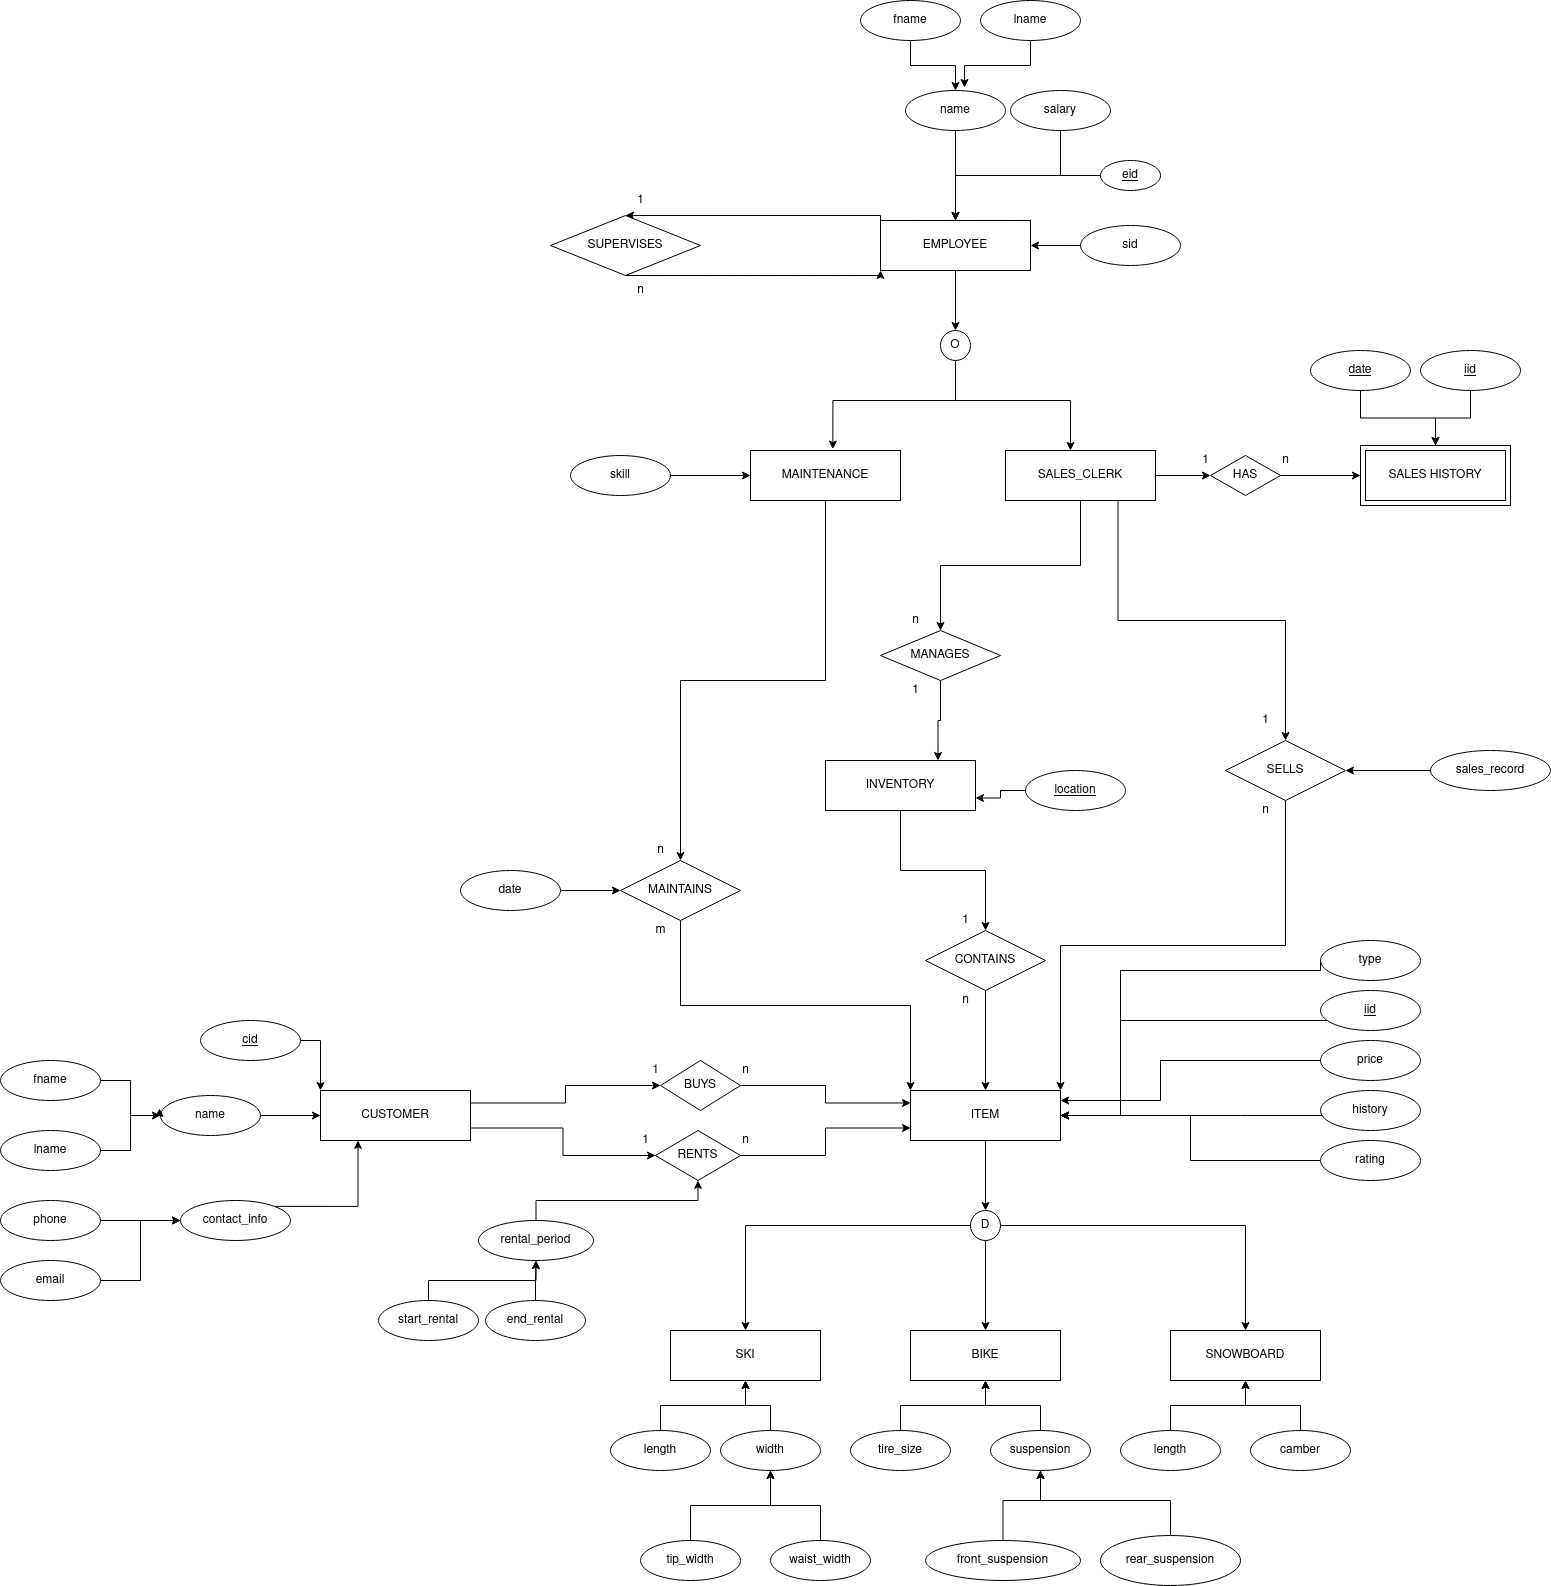 fname
lname
name
salary
eid
1
SUPERVISES
EMPLOYEE
sid
n
O
date
iid
skill
MAINTENANCE
SALES_CLERK
1
HAS
n
SALES HISTORY
n
MANAGES
1
1
SELLS
sales_record
INVENTORY
location
n
n
date
MAINTAINS
m
1
CONTAINS
n
type
iid
price
history
rating
cid
fname
name
lname
CUSTOMER
1
BUYS
n
ITEM
1
RENTS
n
phone
contact_info
email
rental_period
start_rental
end_rental
D
SKI
BIKE
SNOWBOARD
length
width
tire_size
suspension
length
camber
tip_width
waist_width
front_suspension
rear_suspension